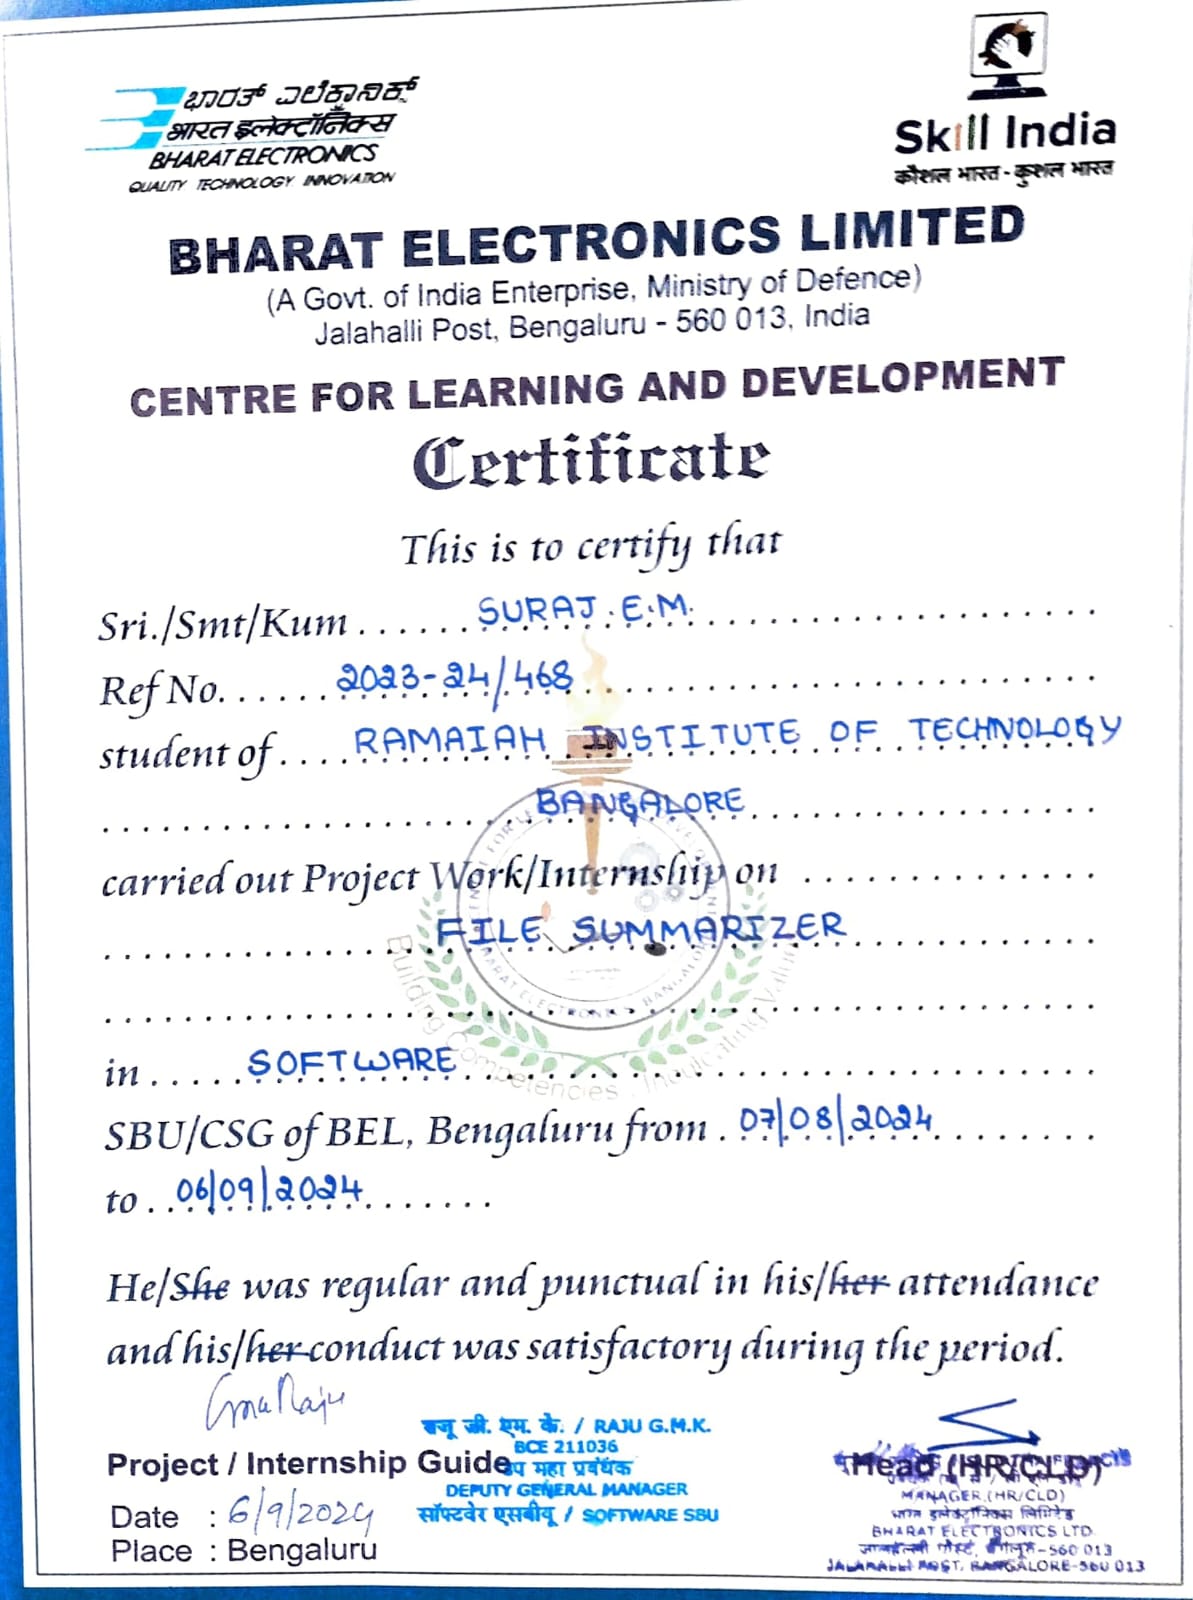 ಭಾರತ್ ಎಲೆಕ್ಟ್ರಾನಿಕ್ಸ್
भारत इलेक्ट्रॉनिक्स
BHARAT ELECTRONICS
QUALITY TECHNOLOGY INNOVATION
Skill India
कौशल भारत - कुशल भारत
BHARAT ELECTRONICS LIMITED
(A Govt. of India Enterprise, Ministry of Defence)
Jalahalli Post, Bengaluru - 560 013, India
CENTRE FOR LEARNING AND DEVELOPMENT
Certificate
This is to certify that
Sri./Smt/Kum ...... SURAJ. E.M.
Ref No. ...... 2023-24/468
student of .... RAMAIAH INSTITUTE OF TECHNOLOGY
BANGALORE
carried out Project Work/Internship on
FILE SUMMARIZER
in ..... SOFTWARE
SBU/CSG of BEL, Bengaluru from . 07/08/2024
to .. 06/09/2024
He/She was regular and punctual in his/her attendance
and his/her conduct was satisfactory during the period.
राजू जी. एम. के. / RAJU G.M.K.
BCE 211036
Project / Internship Guide
उप महा प्रबंधक
DEPUTY GENERAL MANAGER
सॉफ्टवेर एसबीयू / SOFTWARE SBU
Date : 6/9/2024
Place : Bengaluru
Head (HR/CLD)
MANAGER (HR/CLD)
भारत इलेक्ट्रॉनिक्स लिमिटेड
BHARAT ELECTRONICS LTD.
JALAHALLI POST, BANGALORE-560 013
Building Competencies, Inculcating Values